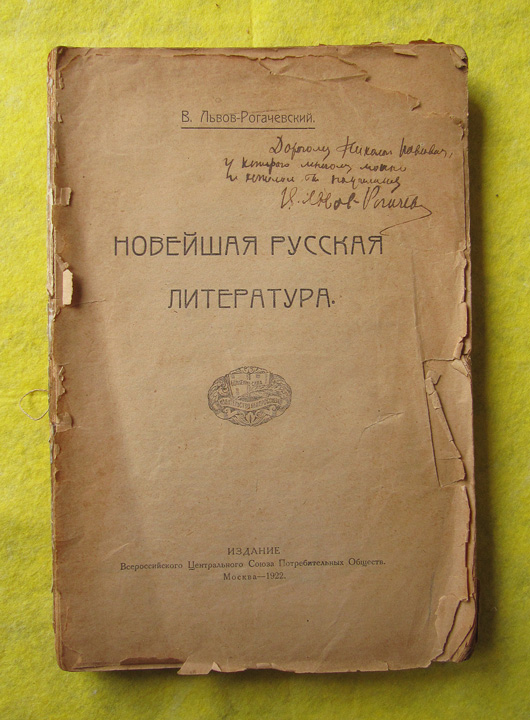 В. Львов-Рогачевский.
Дорогому Николаю
у которого многому можно
и
В. Львов-Рогачев
НОВЕЙШАЯ РУССКАЯ
ЛИТЕРАТУРА.
ИЗДАНИЕ
Всероссийского Центрального Союза Потребительных Обществ.
Москва—1922.